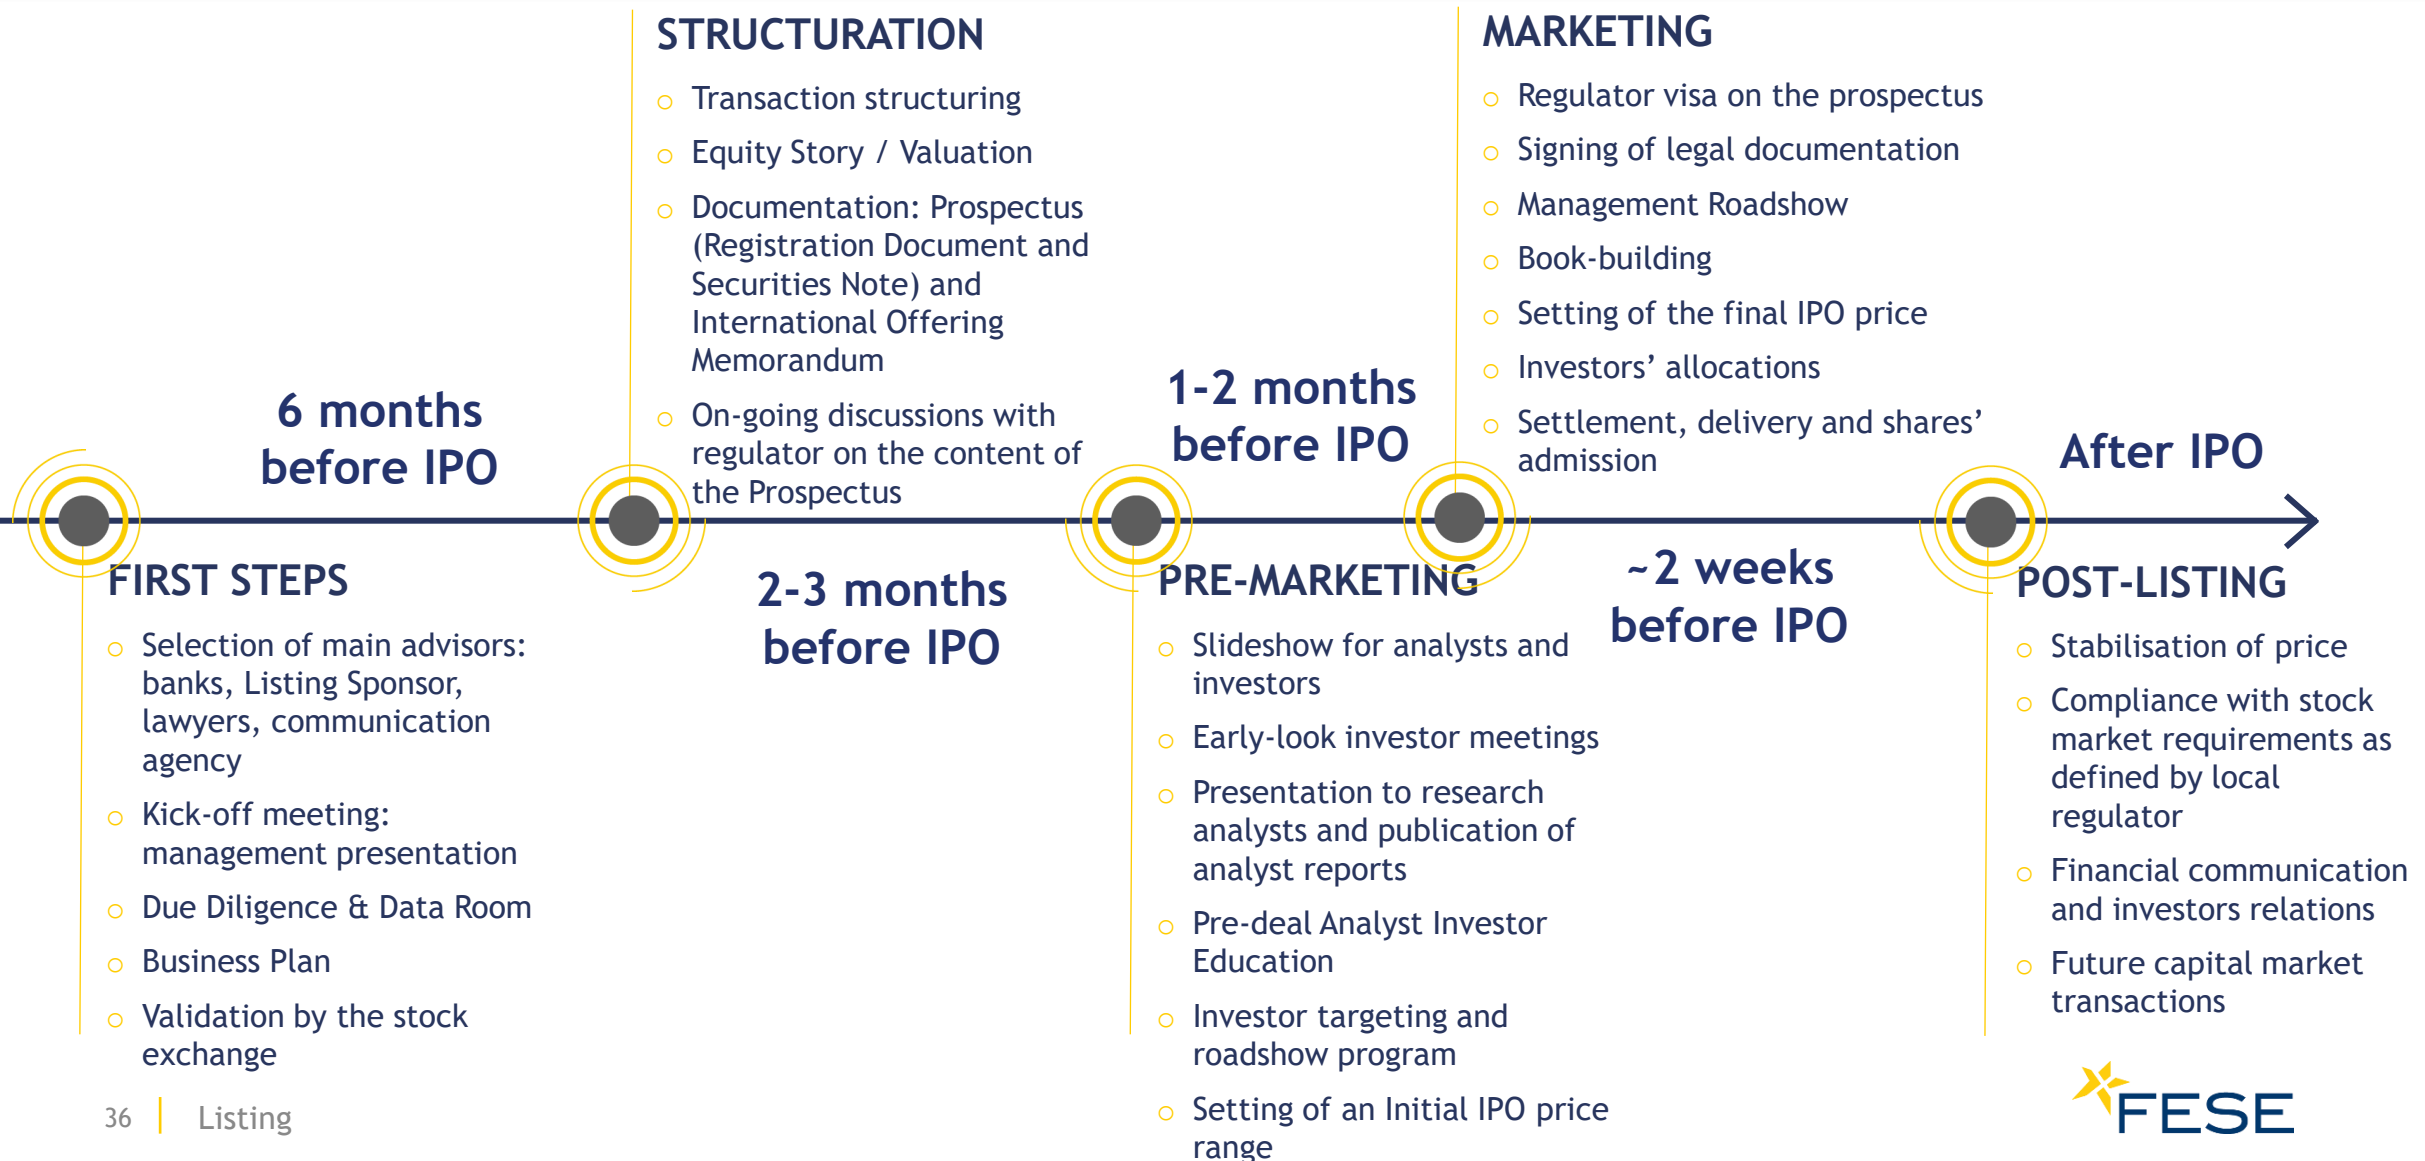 STRUCTURATION
Transaction structuring
Equity Story / Valuation
Documentation: Prospectus
(Registration Document and
Securities Note) and
International Offering
Memorandum
On-going discussions with
regulator on the content of
the Prospectus
MARKETING
Regulator visa on the prospectus
Signing of legal documentation
Management Roadshow
Book-building
Setting of the final IPO price
Investors’ allocations
Settlement, delivery and shares’
admission
6 months
before IPO
1-2 months
before IPO
After IPO
FIRST STEPS
Selection of main advisors:
banks, Listing Sponsor,
lawyers, communication
agency
Kick-off meeting:
management presentation
Due Diligence & Data Room
Business Plan
Validation by the stock
exchange
2-3 months
before IPO
PRE-MARKETING
Slideshow for analysts and
investors
Early-look investor meetings
Presentation to research
analysts and publication of
analyst reports
Pre-deal Analyst Investor
Education
Investor targeting and
roadshow program
Setting of an Initial IPO price
range
~2 weeks
before IPO
POST-LISTING
Stabilisation of price
Compliance with stock
market requirements as
defined by local
regulator
Financial communication
and investors relations
Future capital market
transactions
36
Listing
FESE